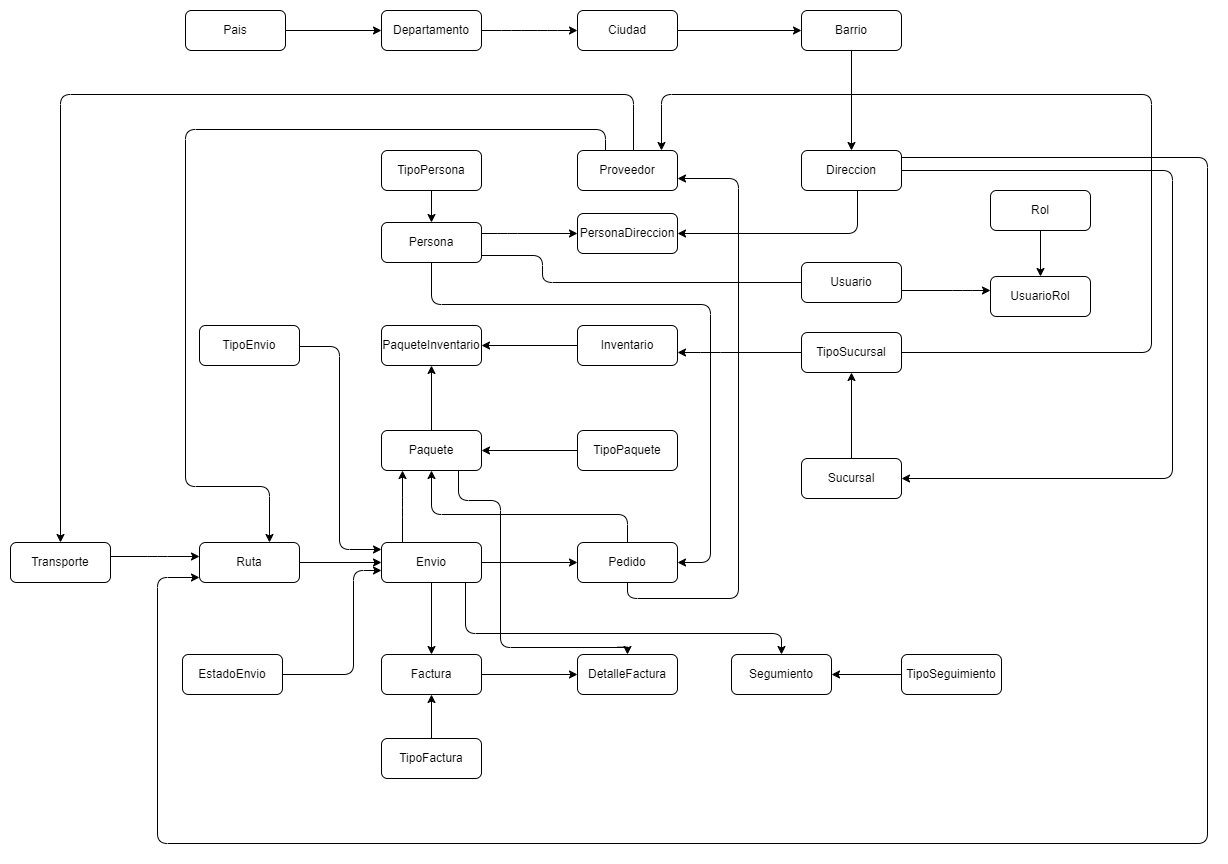 Pais
Departamento
Ciudad
Barrio
TipoPersona
Proveedor
Direccion
Rol
Persona
PersonaDireccion
Usuario
UsuarioRol
TipoEnvio
PaqueteInventario
Inventario
TipoSucursal
Paquete
TipoPaquete
Sucursal
Transporte
Ruta
Envio
Pedido
EstadoEnvio
Factura
DetalleFactura
Segumiento
TipoSeguimiento
TipoFactura